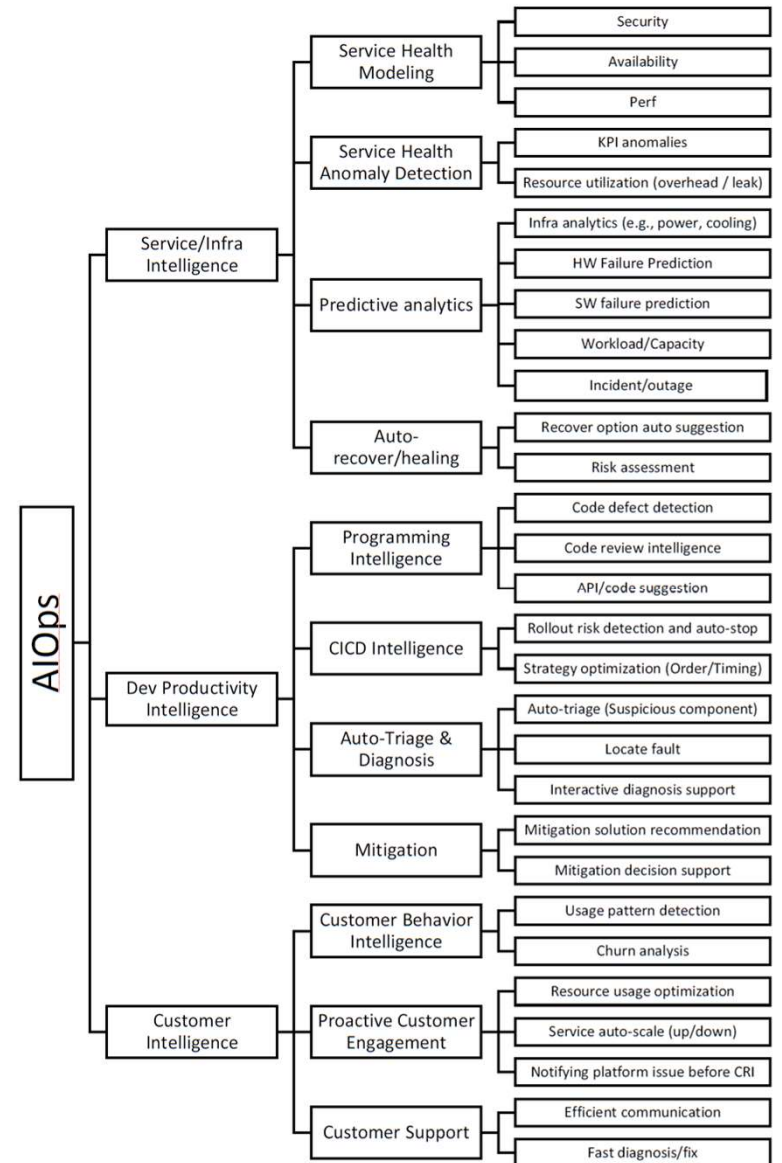 AIOps
Service/Infra
Intelligence
Service Health
Modeling
Security
Availability
Perf
Service Health
Anomaly Detection
KPI anomalies
Resource utilization (overhead / leak)
Predictive analytics
Infra analytics (e.g., power, cooling)
HW Failure Prediction
SW failure prediction
Workload/Capacity
Incident/outage
Auto-
recover/healing
Recover option auto suggestion
Risk assessment
Dev Productivity
Intelligence
Programming
Intelligence
Code defect detection
Code review intelligence
API/code suggestion
CICD Intelligence
Rollout risk detection and auto-stop
Strategy optimization (Order/Timing)
Auto-Triage &
Diagnosis
Auto-triage (Suspicious component)
Locate fault
Interactive diagnosis support
Mitigation
Mitigation solution recommendation
Mitigation decision support
Customer
Intelligence
Customer Behavior
Intelligence
Usage pattern detection
Churn analysis
Proactive Customer
Engagement
Resource usage optimization
Service auto-scale (up/down)
Notifying platform issue before CRI
Customer Support
Efficient communication
Fast diagnosis/fix